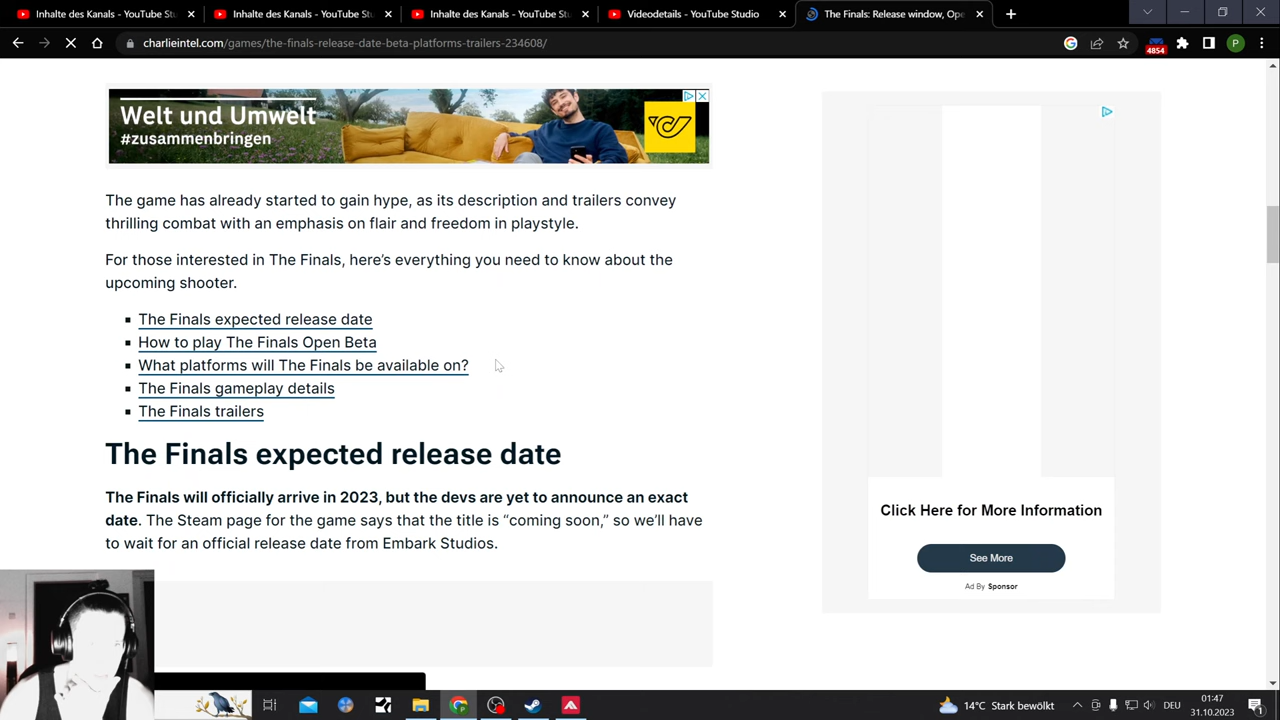 Inhalte des Kanals - YouTube St
Inhalte des Kanals - YouTube St
Inhalte des Kanals - YouTube St
Videodetails - YouTube Studio
The Finals: Release window, Ope
charlieintel.com/games/the-finals-release-date-beta-platforms-trailers-234608/
4854
P
Welt und Umwelt
#zusammenbringen
The game has already started to gain hype, as its description and trailers convey
thrilling combat with an emphasis on flair and freedom in playstyle.
For those interested in The Finals, here’s everything you need to know about the
upcoming shooter.
The Finals expected release date
How to play The Finals Open Beta
What platforms will The Finals be available on?
The Finals gameplay details
The Finals trailers
The Finals expected release date
The Finals will officially arrive in 2023, but the devs are yet to announce an exact
date. The Steam page for the game says that the title is “coming soon,” so we’ll have
to wait for an official release date from Embark Studios.
Click Here for More Information
See More
Ad By Sponsor
14°C Stark bewölkt
DEU
01:47
31.10.2023
1